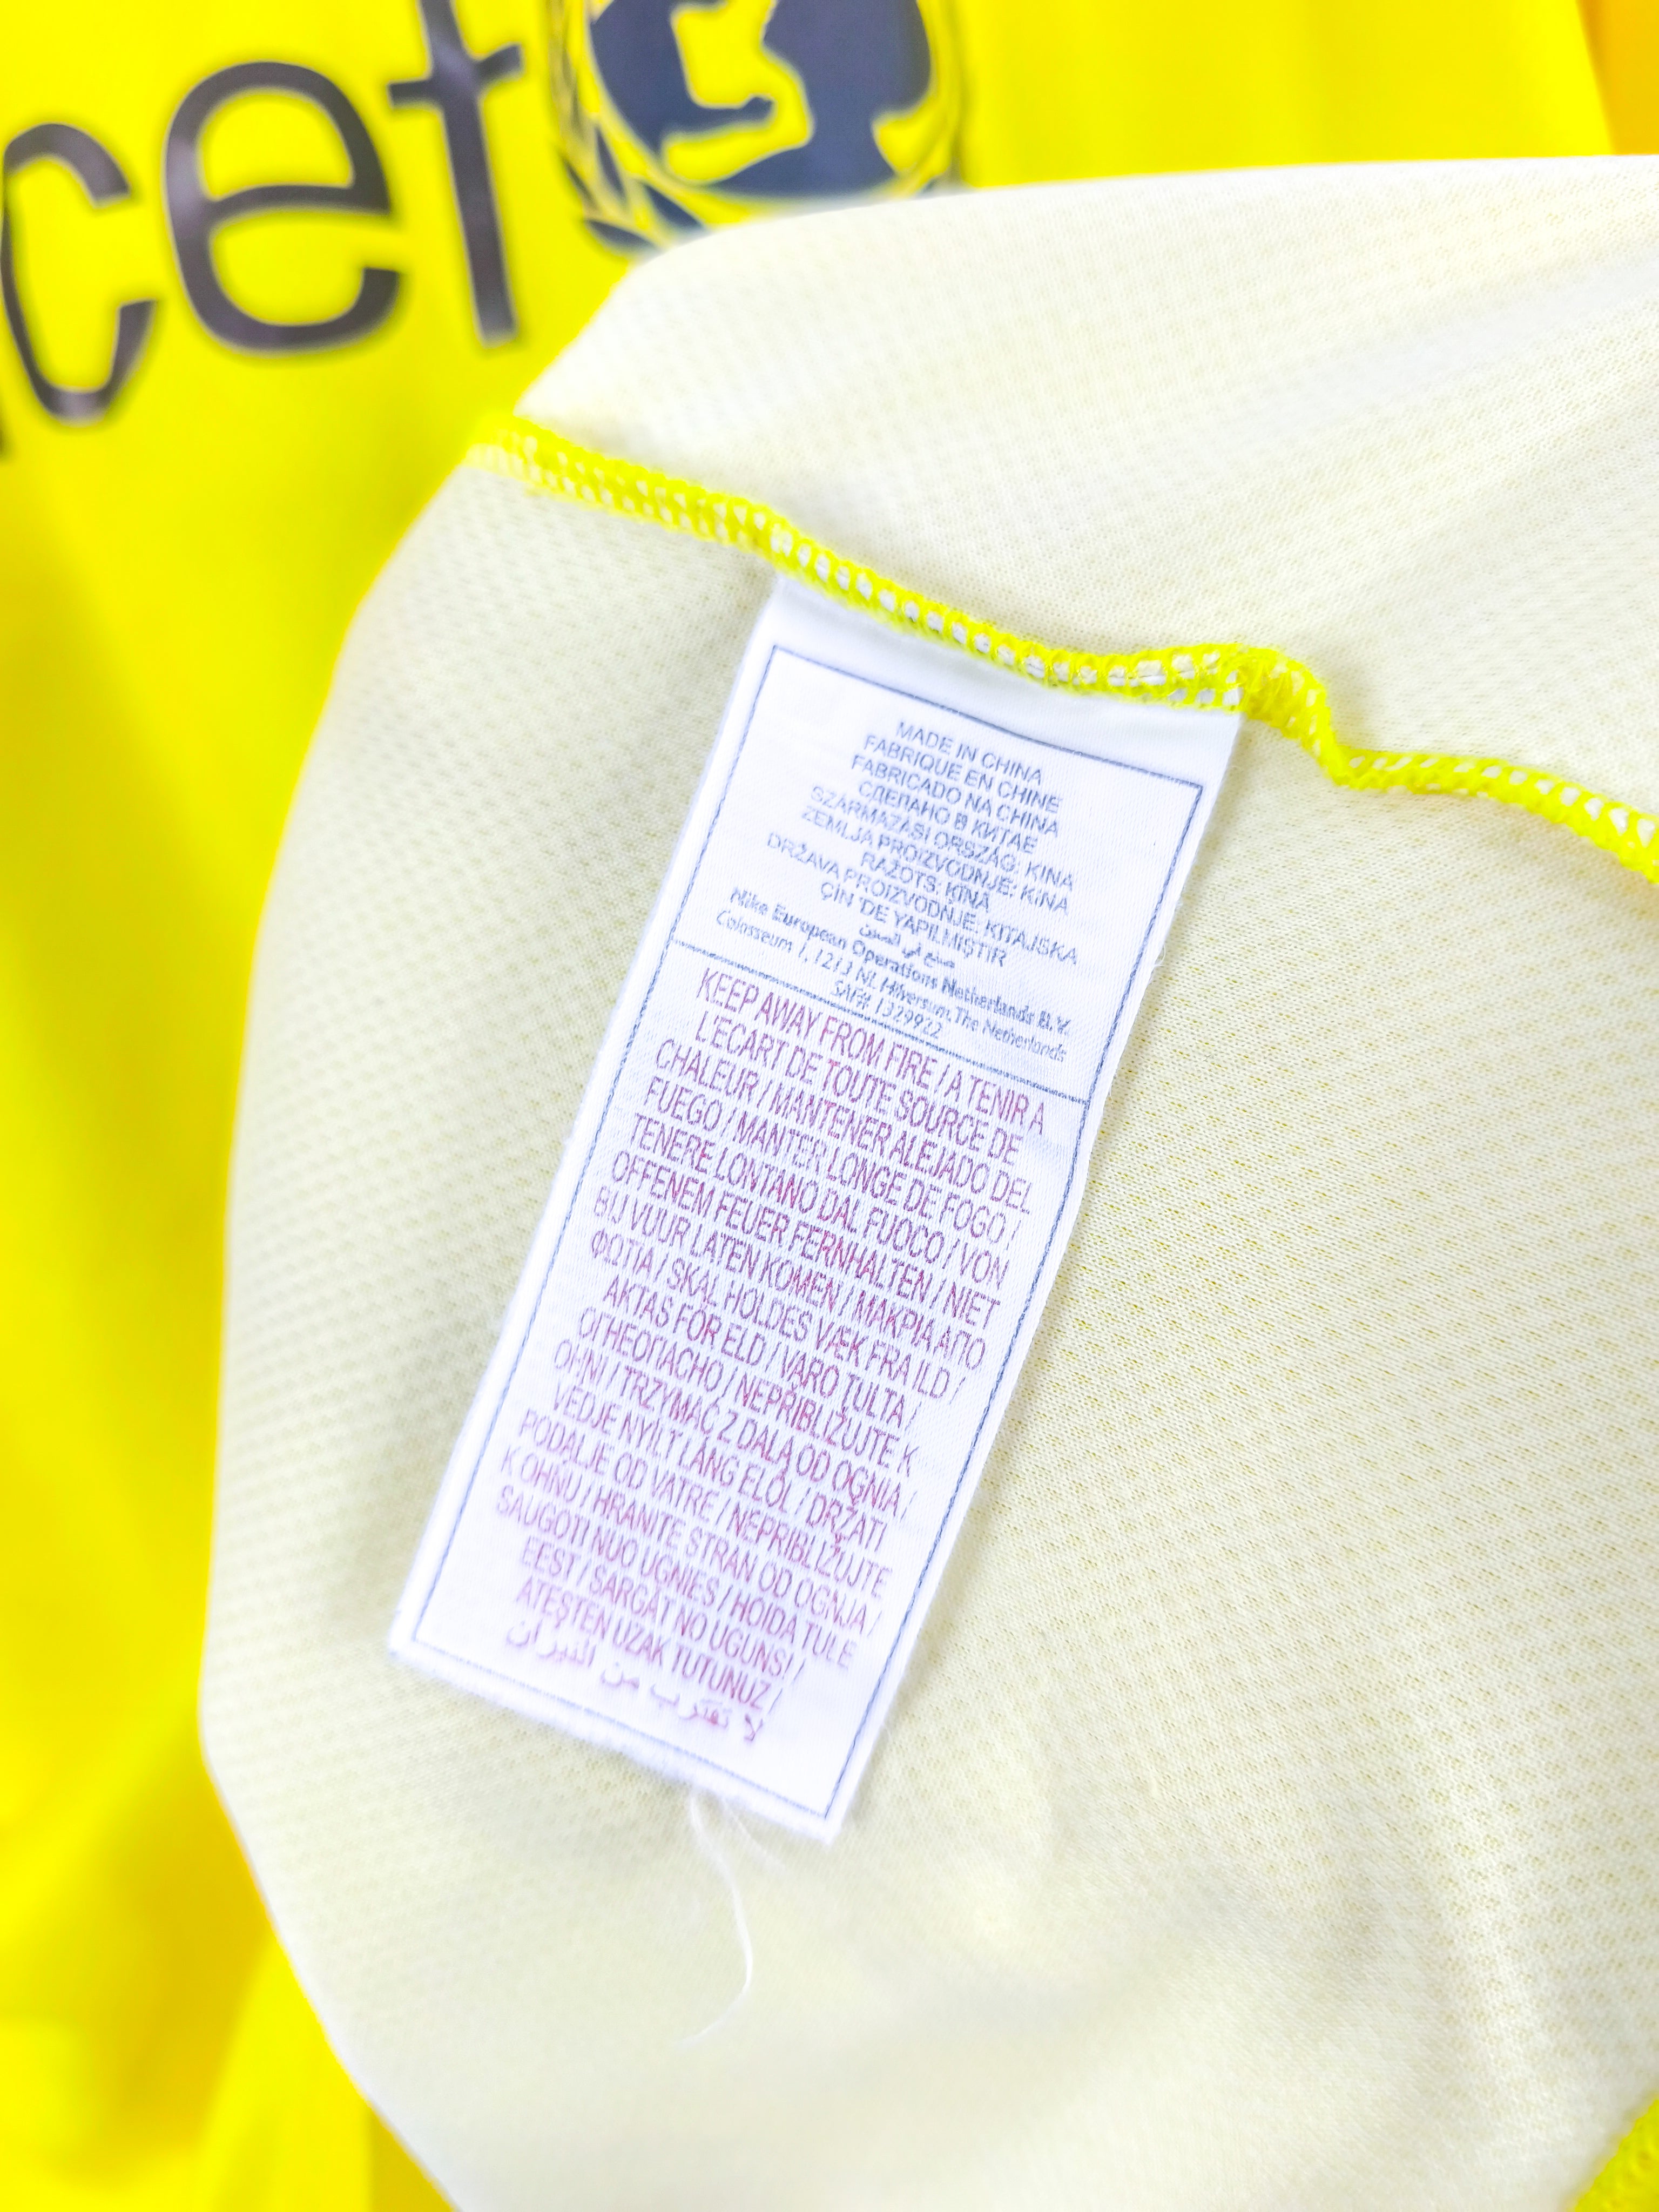 cef
MADE IN CHINA
FABRIQUE EN CHINE
FABRICADO NA CHINA
СДЕЛАНО В КИТАЕ
SZÁRMAZÁSI ORSZÁG: KINA
ZEMLJA PROIZVODNJE: KINA
RAŽOTS: ĶĪNĀ
DRŽAVA PROIZVODNJE: KITAJSKA
ÇİN 'DE YAPILMIŞTIR
صنع في الصين
Nike European Operations Netherlands B.V.
Colosseum 1, 1213 NL Hilversum, The Netherlands
SAF# 1329922
KEEP AWAY FROM FIRE / A TENIR A
L'ECART DE TOUTE SOURCE DE
CHALEUR / MANTENER ALEJADO DEL
FUEGO / MANTER LONGE DE FOGO /
TENERE LONTANO DAL FUOCO / VON
OFFENEM FEUER FERNHALTEN / NIET
BIJ VUUR LATEN KOMEN / ΜΑΚΡΙΑ ΑΠΟ
ΦΩΤΙΑ / SKAL HOLDES VÆK FRA ILD /
AKTAS FÖR ELD / VARO TULTA /
ОГНЕОПАСНО / NEPŘIBLIŽUJTE K
OHNI / TRZYMAĆ Z DALA OD OGNIA /
VEDJE NYÍLT LÁNG ELŐL / DRŽATI
PODALJE OD VATRE / NEPRIBLIŽUJTE
K OHŇU / HRANITE STRAN OD OGNJA /
SAUGOTI NUO UGNIES / HOIDA TULE
EEST / SARGĀT NO UGUNS! /
ATEŞTEN UZAK TUTUNUZ /
لا تقترب من النيران